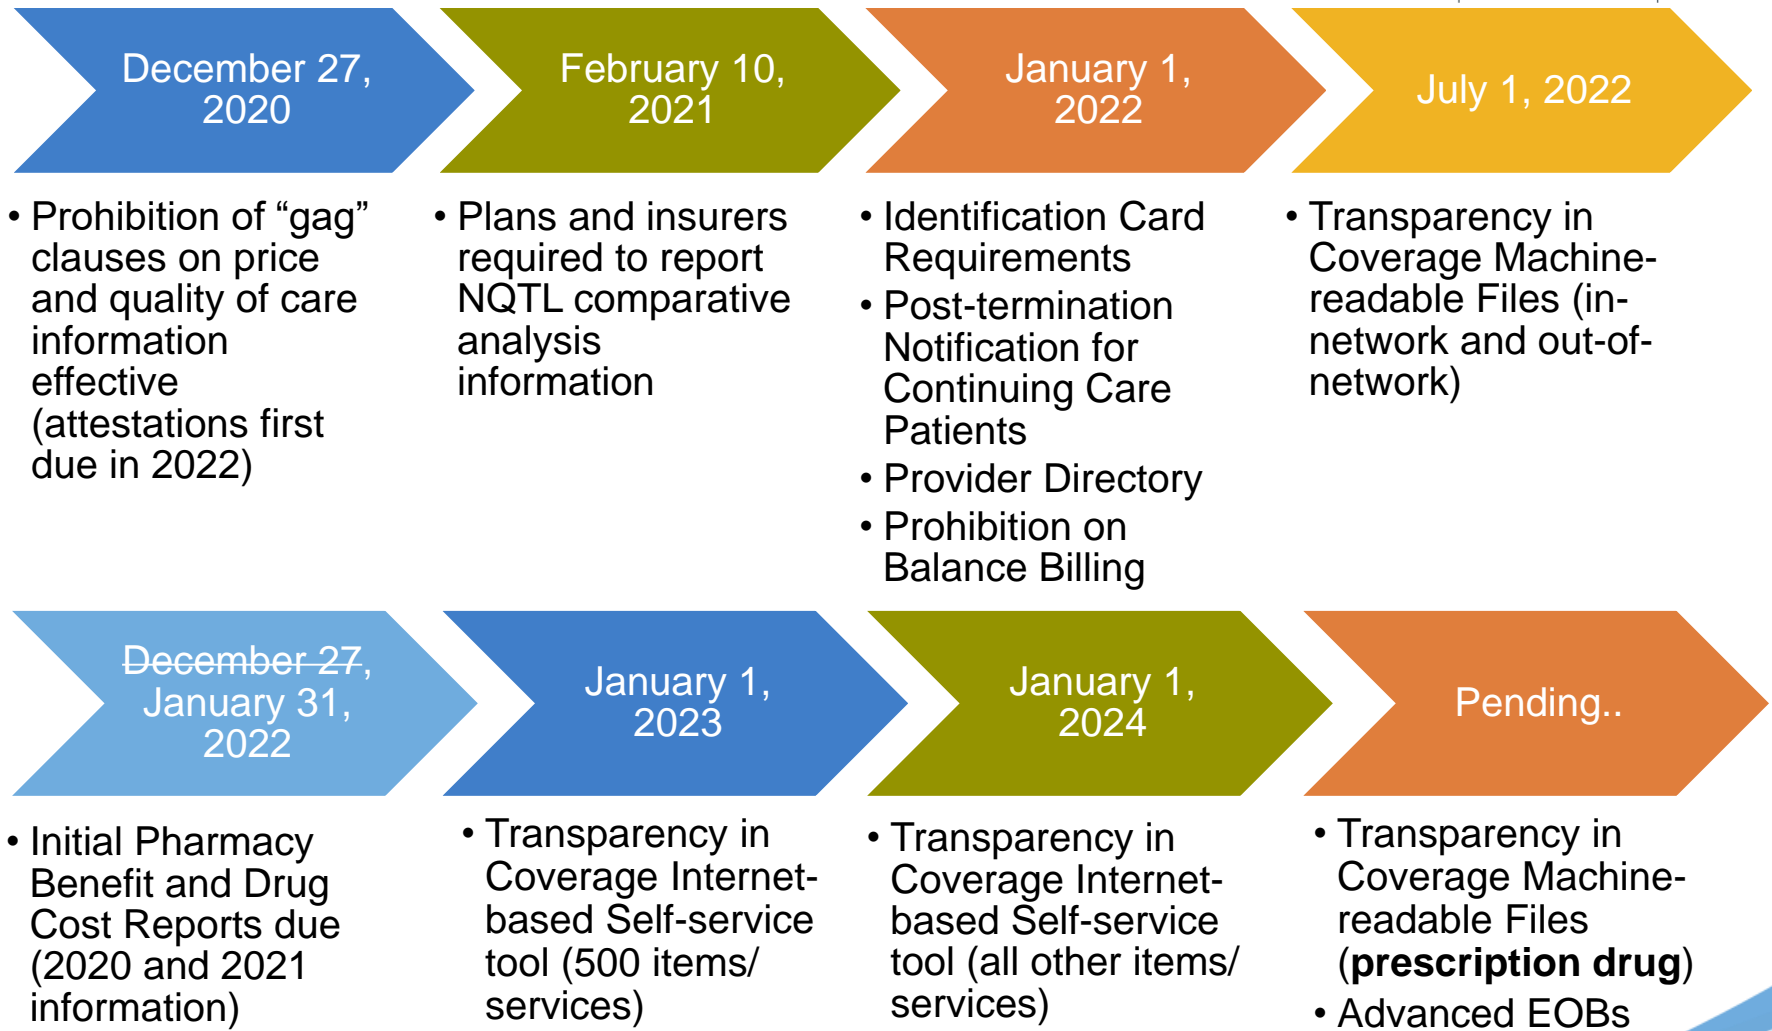 December 27,
2020
February 10,
2021
January 1,
2022
July 1, 2022
• Prohibition of “gag”
clauses on price
and quality of care
information
effective
(attestations first
due in 2022)
• Plans and insurers
required to report
NQTL comparative
analysis
information
• Identification Card
Requirements
• Post-termination
Notification for
Continuing Care
Patients
• Provider Directory
• Prohibition on
Balance Billing
• Transparency in
Coverage Machine-
readable Files (in-
network and out-of-
network)
December 27,
January 31,
2022
January 1,
2023
January 1,
2024
Pending..
• Initial Pharmacy
Benefit and Drug
Cost Reports due
(2020 and 2021
information)
• Transparency in
Coverage Internet-
based Self-service
tool (500 items/
services)
• Transparency in
Coverage Internet-
based Self-service
tool (all other items/
services)
• Transparency in
Coverage Machine-
readable Files
(prescription drug)
• Advanced EOBs